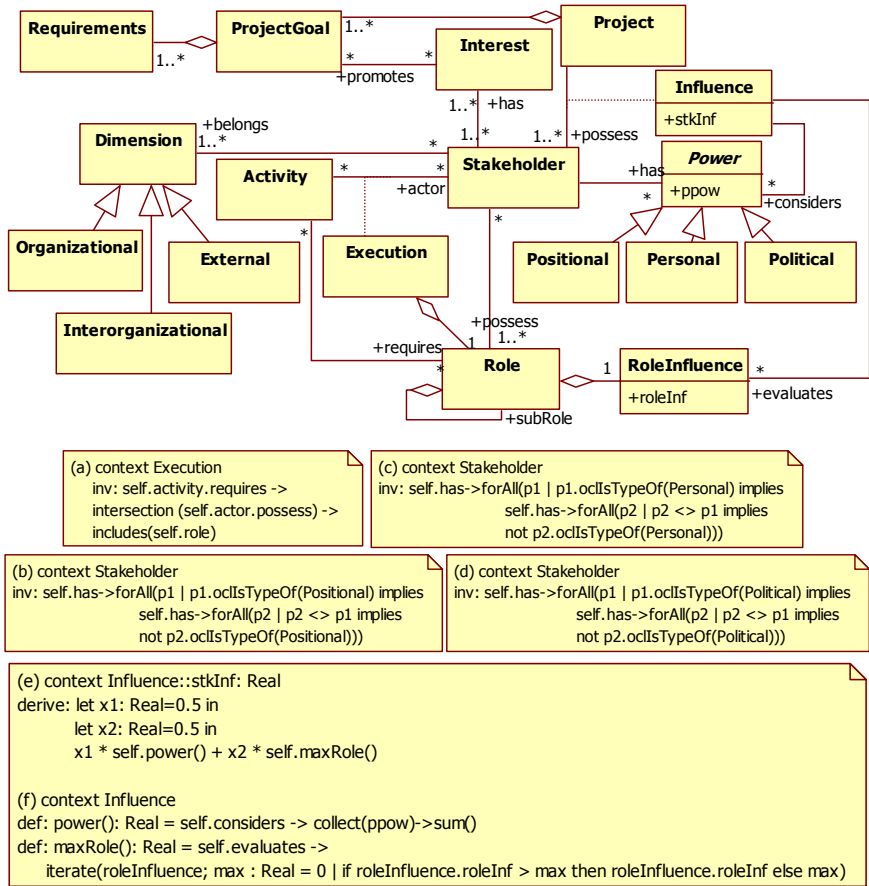 Requirements
ProjectGoal
Project
1..*
1..*
Interest
*
*
+promotes
Influence
+stkInf
1..*
+has
+belongs
1..*
Dimension
1..*
1..*
+possess
*
Stakeholder
Power
+ppow
+has
*
*
+considers
Activity
*
*
+actor
*
*
Organizational
External
Interorganizational
Execution
Positional
Personal
Political
+possess
1
1..*
+requires
*
Role
+subRole
1
RoleInfluence
+roleInf
*
+evaluates
(a) context Execution
inv: self.activity.requires ->
intersection (self.actor.possess) ->
includes(self.role)
(c) context Stakeholder
inv: self.has->forAll(p1 | p1.oclIsTypeOf(Personal) implies
self.has->forAll(p2 | p2 <> p1 implies
not p2.oclIsTypeOf(Personal)))
(b) context Stakeholder
inv: self.has->forAll(p1 | p1.oclIsTypeOf(Positional) implies
self.has->forAll(p2 | p2 <> p1 implies
not p2.oclIsTypeOf(Positional)))
(d) context Stakeholder
inv: self.has->forAll(p1 | p1.oclIsTypeOf(Political) implies
self.has->forAll(p2 | p2 <> p1 implies
not p2.oclIsTypeOf(Political)))
(e) context Influence::stkInf: Real
derive: let x1: Real=0.5 in
let x2: Real=0.5 in
x1 * self.power() + x2 * self.maxRole()
(f) context Influence
def: power(): Real = self.considers -> collect(ppow)->sum()
def: maxRole(): Real = self.evaluates ->
iterate(roleInfluence; max : Real = 0 | if roleInfluence.roleInf > max then roleInfluence.roleInf else max)